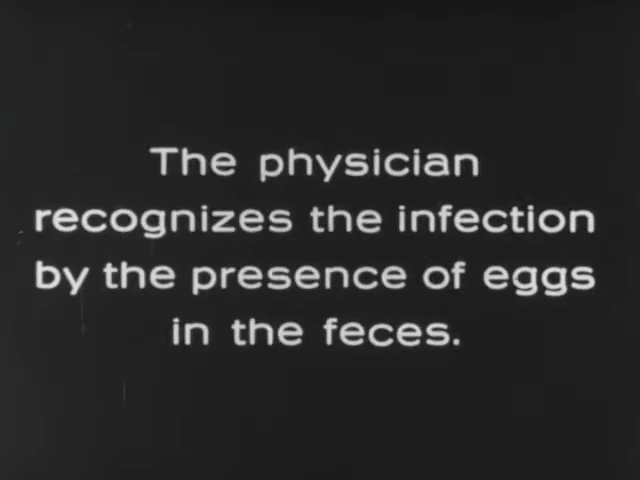 The physician
recognizes the infection
by the presence of eggs
in the feces.